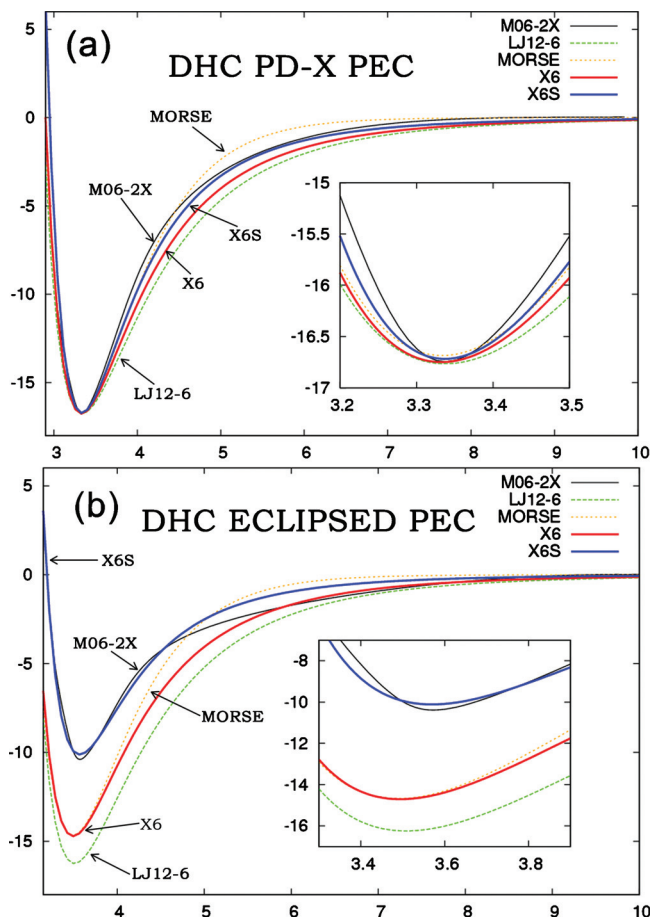 (a)
DHC PD-X PEC
M06-2X
LJ12-6
MORSE
X6
X6S
5
0
-5
-10
-15
MORSE
M06-2X
X6S
X6
LJ12-6
-15
-15.5
-16
-16.5
-17
3.2 3.3 3.4 3.5
3 4 5 6 7 8 9 10
(b)
DHC ECLIPSED PEC
M06-2X
LJ12-6
MORSE
X6
X6S
5
0
-5
-10
-15
X6S
M06-2X
MORSE
X6
LJ12-6
-8
-10
-12
-14
-16
3.4 3.6 3.8
4 5 6 7 8 9 10